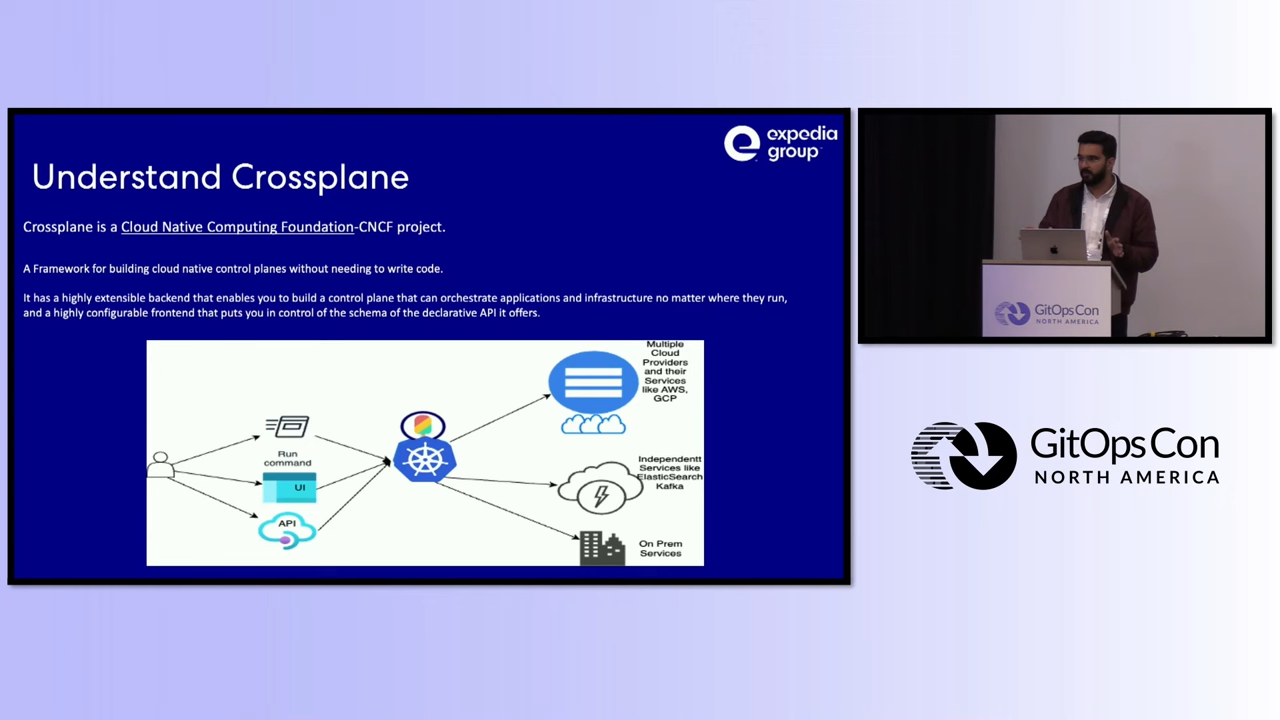 expedia
group
Understand Crossplane
Crossplane is a Cloud Native Computing Foundation-CNCF project.
A Framework for building cloud native control planes without needing to write code.
It has a highly extensible backend that enables you to build a control plane that can orchestrate applications and infrastructure no matter where they run,
and a highly configurable frontend that puts you in control of the schema of the declarative API it offers.
Run
command
UI
API
Multiple
Cloud
Providers
and their
Services
like AWS,
GCP
Independentt
Services like
ElasticSearch
Kafka
On Prem
Services
GitOpsCon
NORTH AMERICA
GitOpsCon
NORTH AMERICA